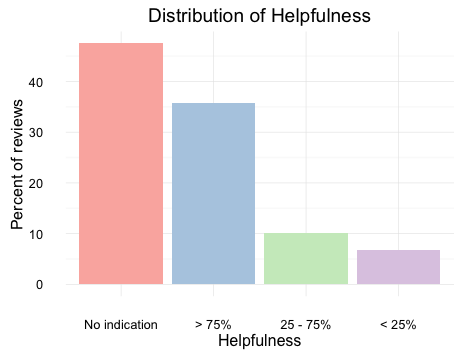 Distribution of Helpfulness
Percent of reviews
40
30
20
10
0
No indication
> 75%
25 - 75%
< 25%
Helpfulness